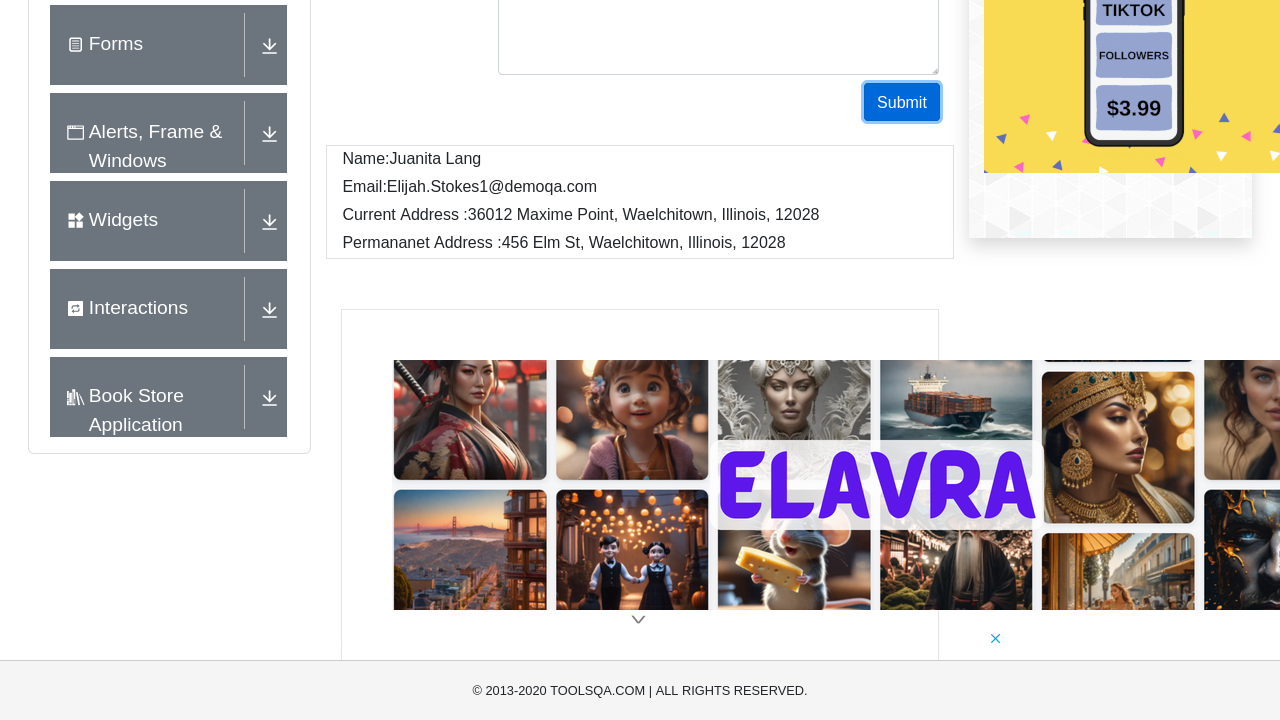 Forms
Alerts, Frame &
Windows
Widgets
Interactions
Book Store
Application
Submit
Name:Juanita Lang
Email:Elijah.Stokes1@demoqa.com
Current Address :36012 Maxime Point, Waelchitown, Illinois, 12028
Permananet Address :456 Elm St, Waelchitown, Illinois, 12028
TIKTOK
FOLLOWERS
$3.99
ELAVRA
© 2013-2020 TOOLSQA.COM | ALL RIGHTS RESERVED.